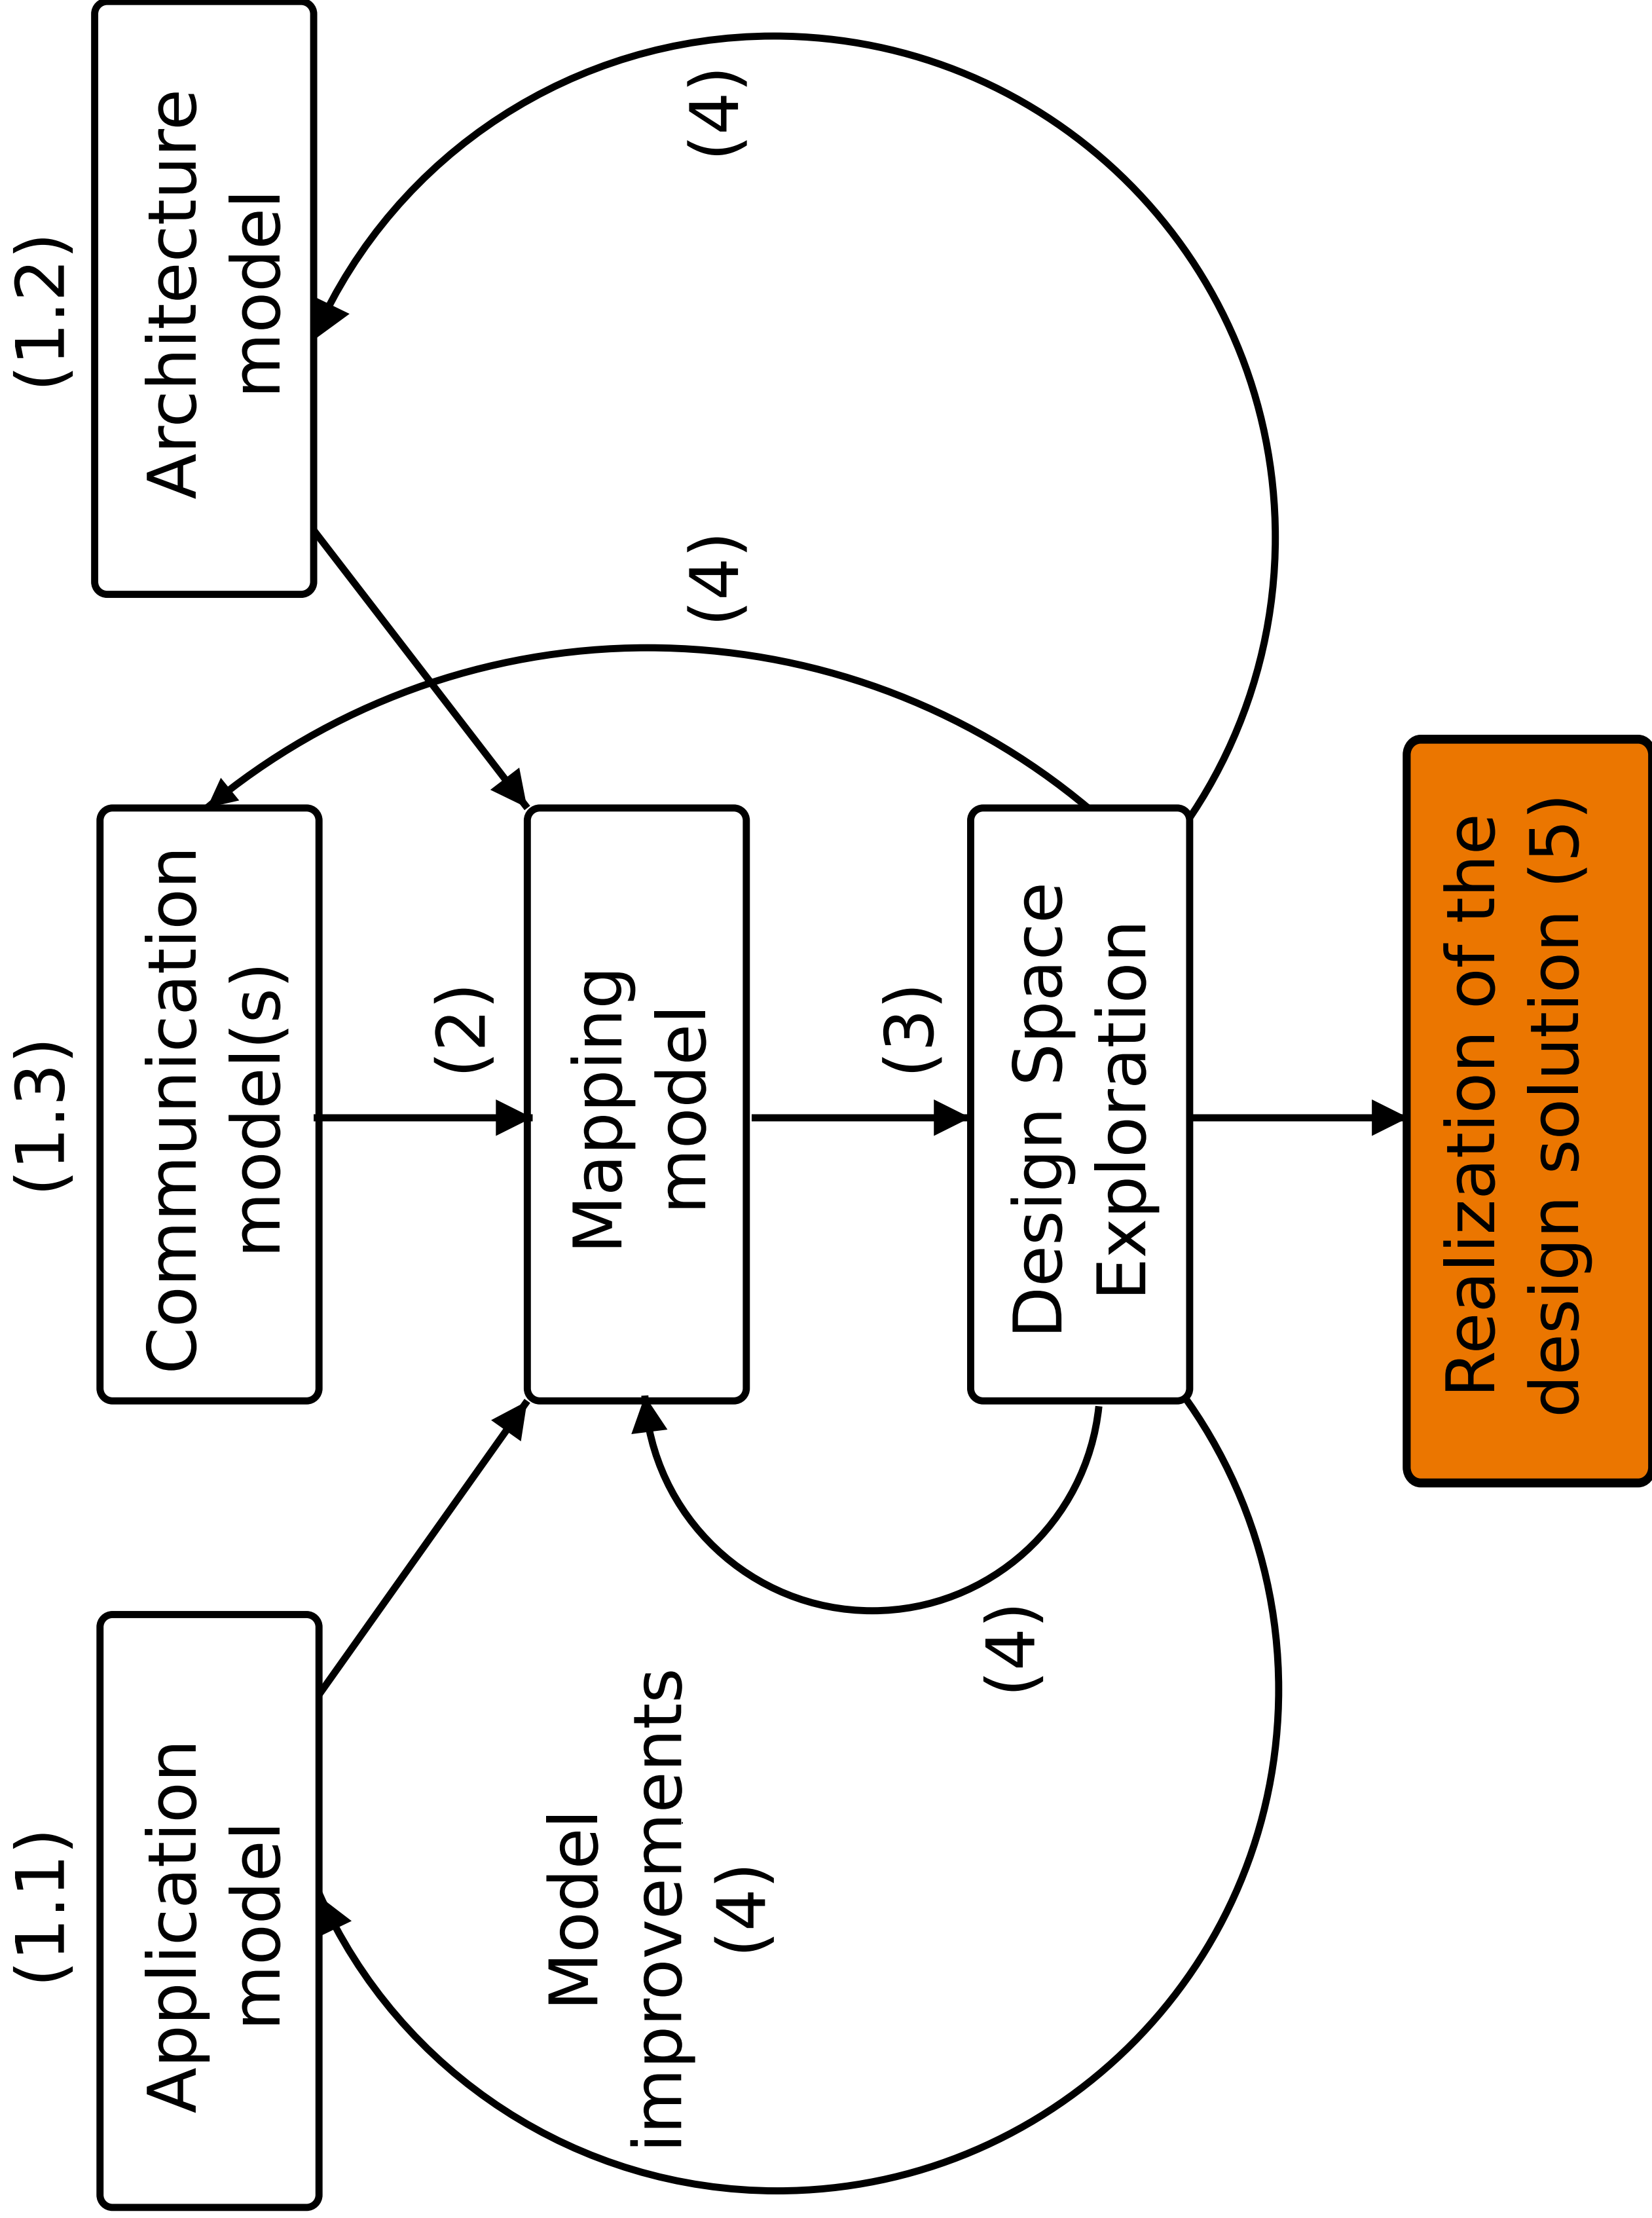 (1.1)
(1.3)
(1.2)
Application
model
Communication
model(s)
Architecture
model
(2)
Mapping
model
Model
improvements
(4)
(4)
(4)
(3)
(4)
Design Space
Exploration
Realization of the
design solution (5)